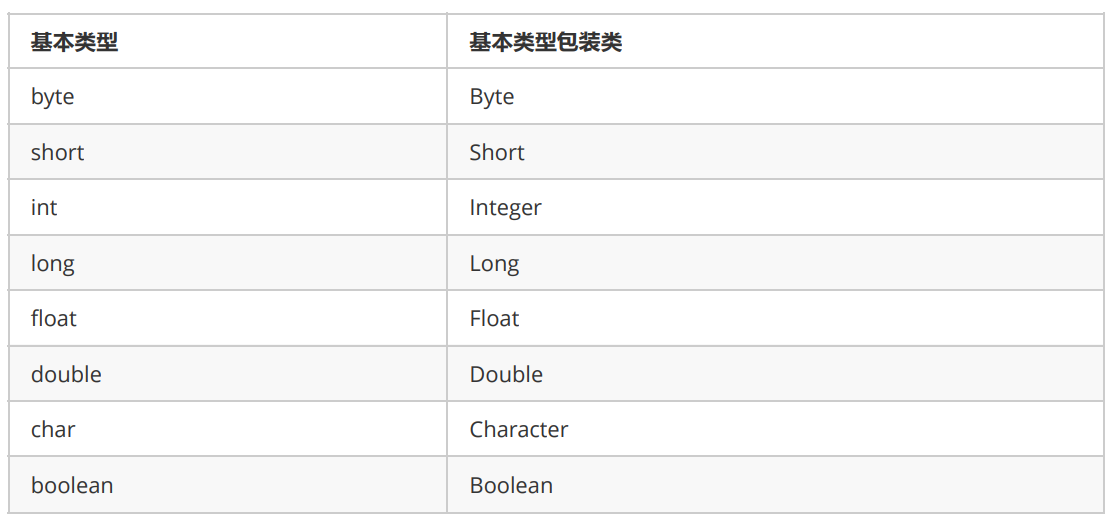 基本类型 基本类型包装类
byte Byte
short Short
int Integer
long Long
float Float
double Double
char Character
boolean Boolean